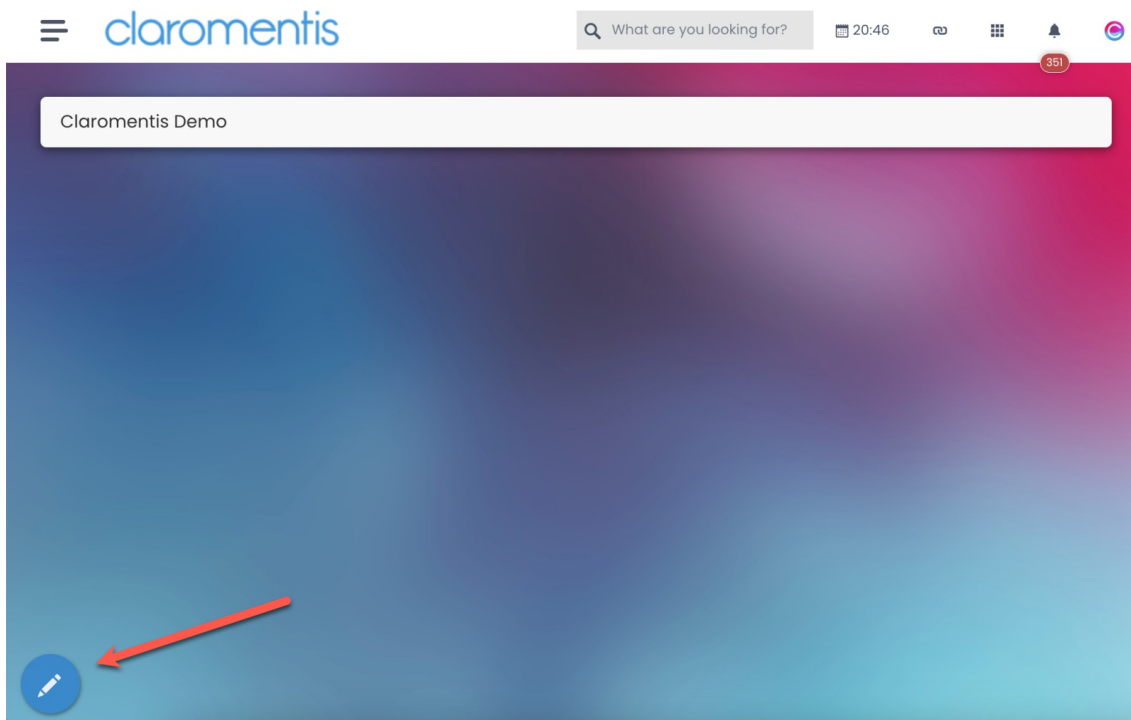 claromentis
What are you looking for?
20:46
351
Claromentis Demo